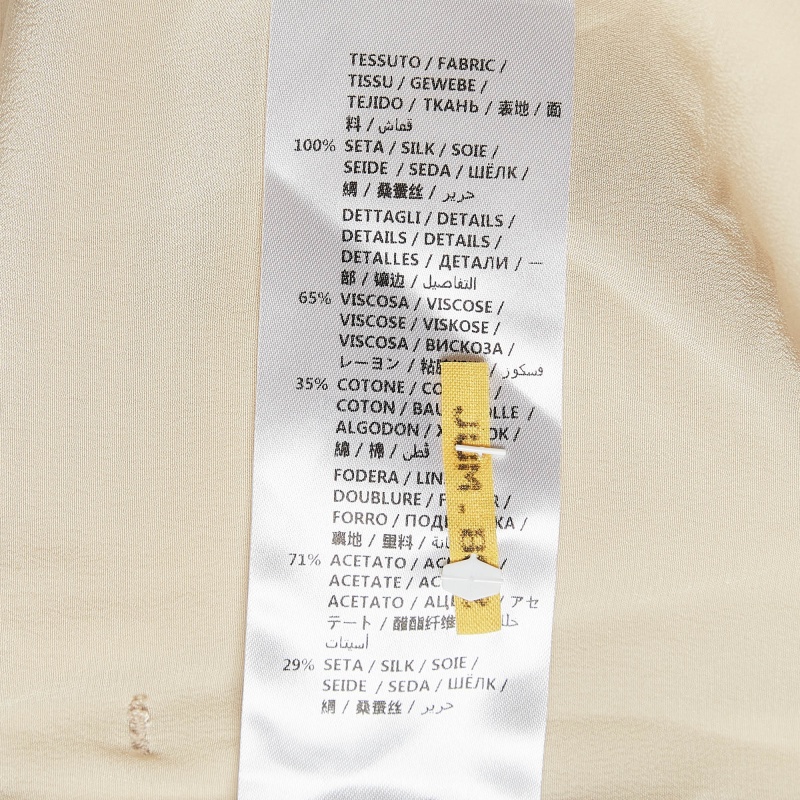 TESSUTO / FABRIC /
TISSU / GEWEBE /
TEJIDO / ТКАНЬ / 表地 / 面
料 / قماش
100% SETA / SILK / SOIE /
SEIDE / SEDA / ШЁЛК /
絹 / 桑蚕丝 / حرير
DETTAGLI / DETAILS /
DETAILS / DETAILS /
DETALLES / ДЕТАЛИ / 一
部 / 镶边 / التفاصيل
65% VISCOSA / VISCOSE /
VISCOSE / VISKOSE /
VISCOSA / ВИСКОЗА /
レーヨン / فسكوز
35% COTONE /
COTON /
ALGODON /
綿 / 棉 / قطن
FODERA /
DOUBLURE /
FORRO /
裏地 / 里料 /
71% ACETATO /
ACETATE /
ACETATO / アセ
テート / 醋酯纤维
أسيتات
29% SETA / SILK / SOIE /
SEIDE / SEDA / ШЁЛК /
絹 / 桑蚕丝 / حرير